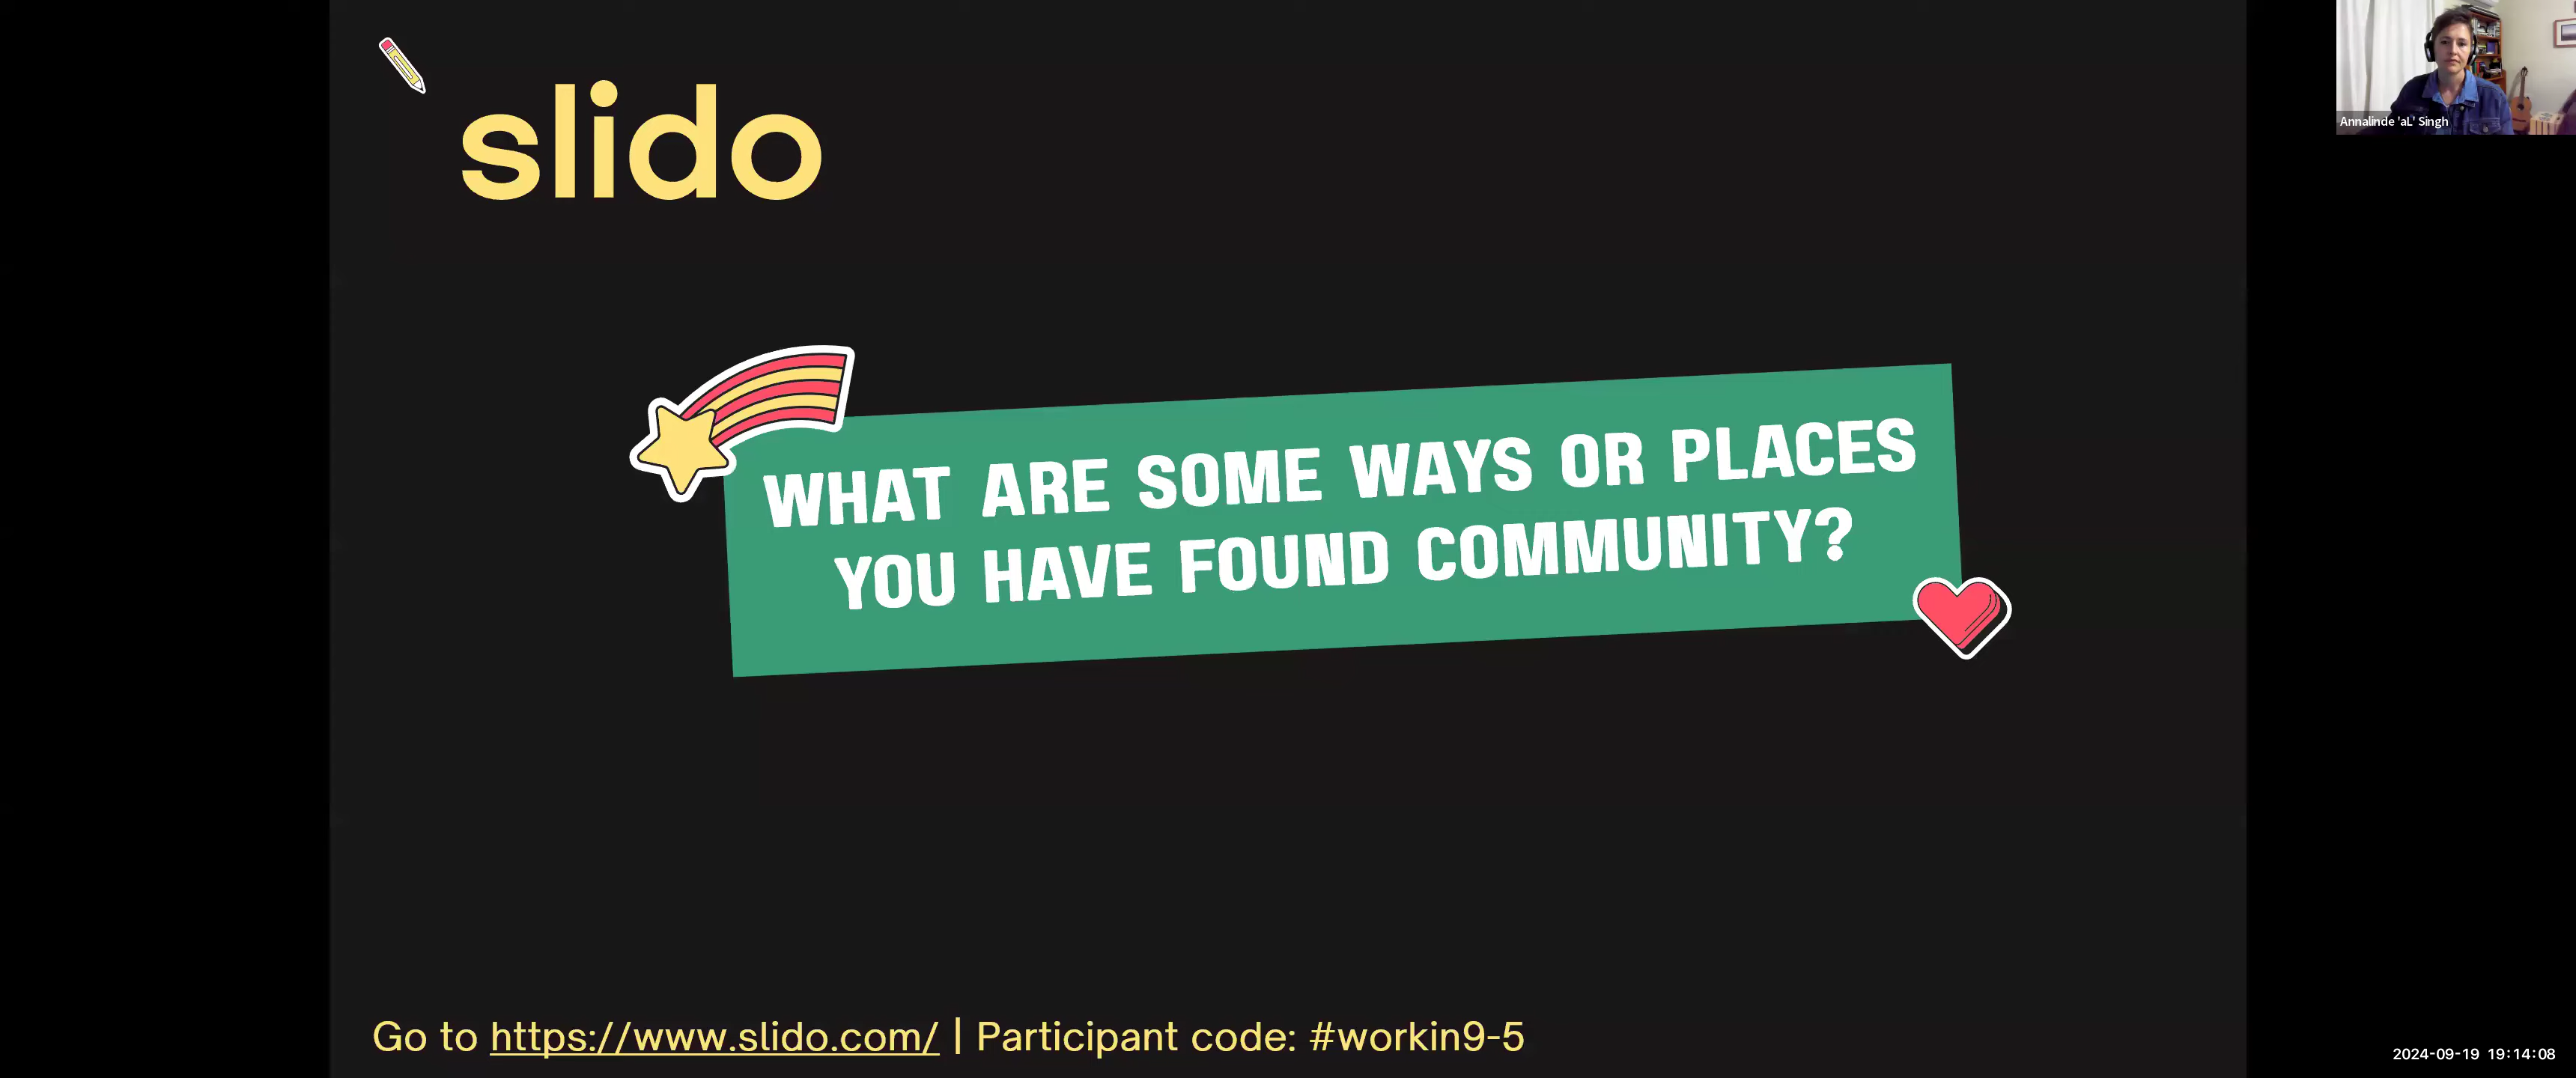 slido
Annalinde 'aL' Singh
WHAT ARE SOME WAYS OR PLACES
YOU HAVE FOUND COMMUNITY?
Go to https://www.slido.com/ | Participant code: #workin9-5
2024-09-19 19:14:08